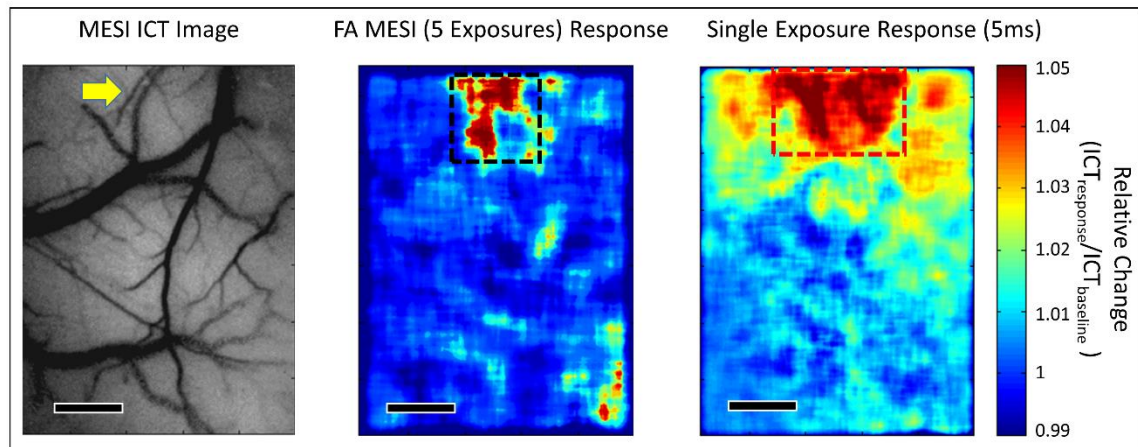 MESI ICT Image
FA MESI (5 Exposures) Response
Single Exposure Response (5ms)
1.05
1.04
1.03
1.02
1.01
1
0.99
Relative Change
(ICTresponse/ICTbaseline)